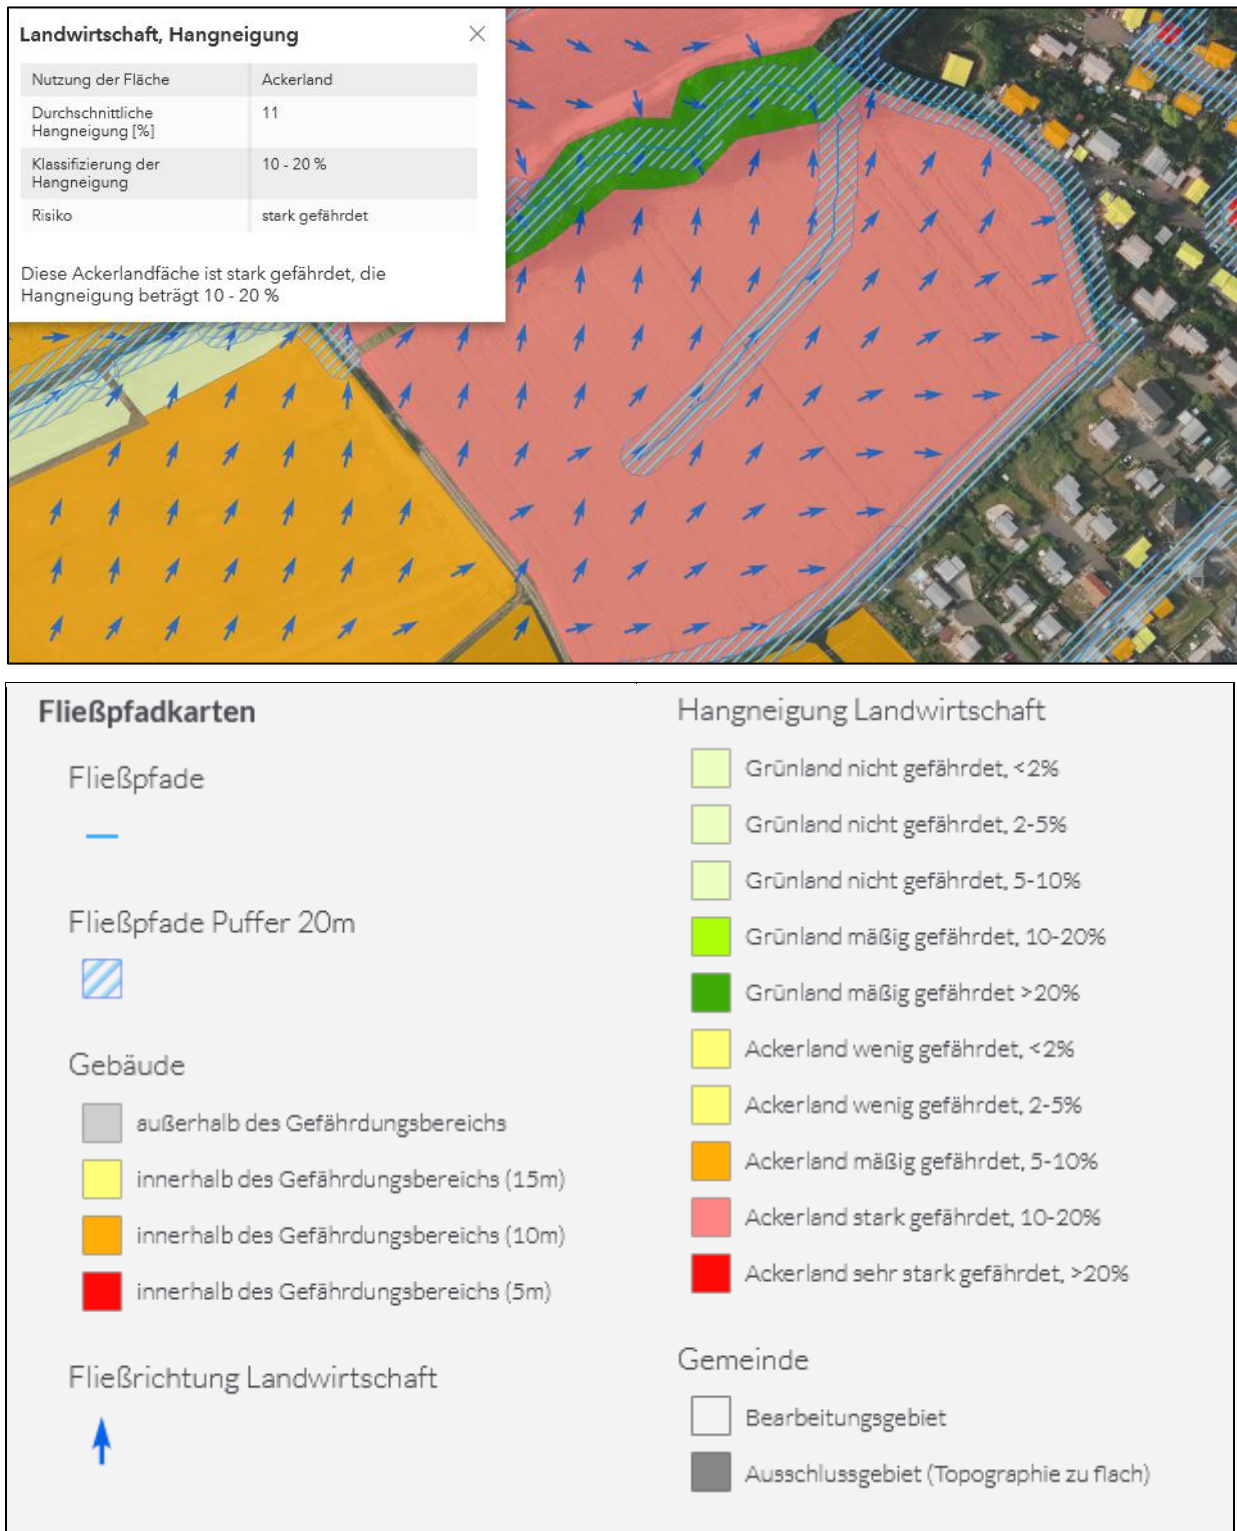 Landwirtschaft, Hangneigung
Nutzung der Fläche Ackerland
Durchschnittliche
Hangneigung [%] 11
Klassifizierung der
Hangneigung 10 - 20 %
Risiko stark gefährdet
Diese Ackerlandfäche ist stark gefährdet, die
Hangneigung beträgt 10 - 20 %
Fließpfadkarten
Fließpfade
Fließpfade Puffer 20m
Gebäude
außerhalb des Gefährdungsbereichs
innerhalb des Gefährdungsbereichs (15m)
innerhalb des Gefährdungsbereichs (10m)
innerhalb des Gefährdungsbereichs (5m)
Fließrichtung Landwirtschaft
Hangneigung Landwirtschaft
Grünland nicht gefährdet, <2%
Grünland nicht gefährdet, 2-5%
Grünland nicht gefährdet, 5-10%
Grünland mäßig gefährdet, 10-20%
Grünland mäßig gefährdet >20%
Ackerland wenig gefährdet, <2%
Ackerland wenig gefährdet, 2-5%
Ackerland mäßig gefährdet, 5-10%
Ackerland stark gefährdet, 10-20%
Ackerland sehr stark gefährdet, >20%
Gemeinde
Bearbeitungsgebiet
Ausschlussgebiet (Topographie zu flach)